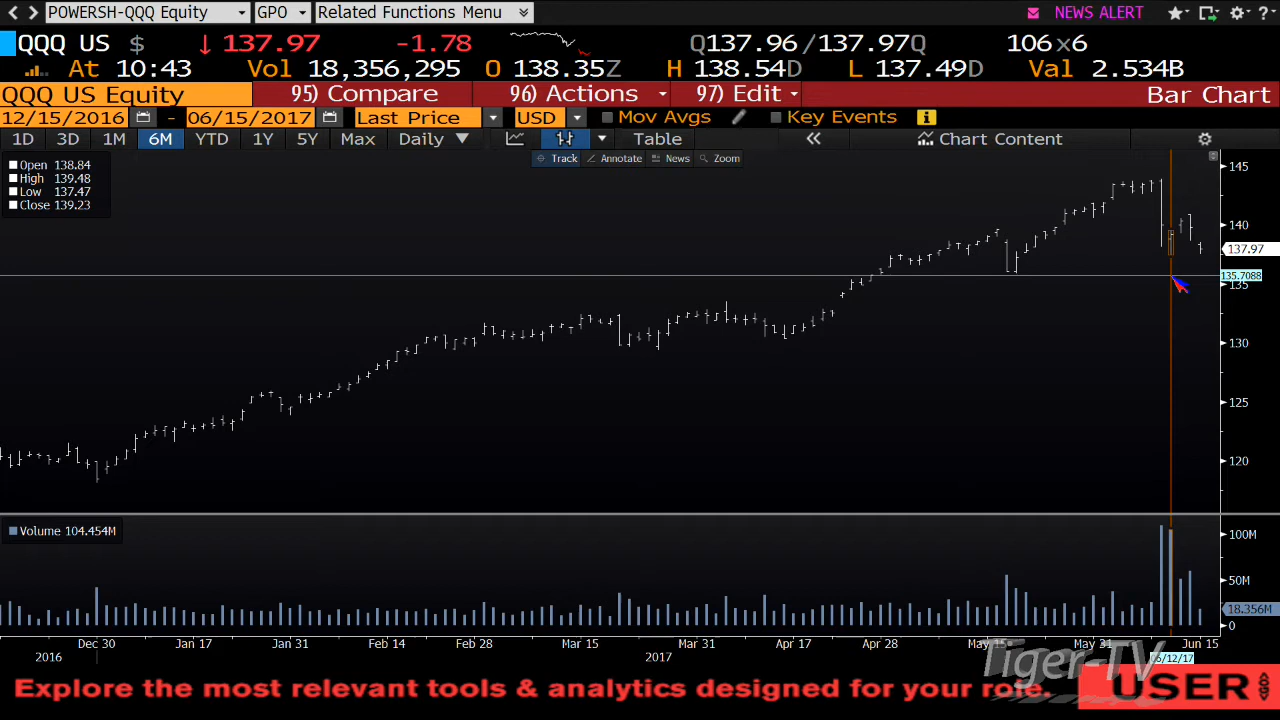 POWERSH-QQQ Equity GPO Related Functions Menu NEWS ALERT ?
QQQ US $ ↓ 137.97 -1.78 Q137.96/137.97Q 106x6
At 10:43 Vol 18,356,295 O 138.35Z H 138.54D L 137.49D Val 2.534B
QQQ US Equity 95) Compare 96) Actions 97) Edit Bar Chart
12/15/2016 - 06/15/2017 Last Price USD Mov Avgs Key Events
1D 3D 1M 6M YTD 1Y 5Y Max Daily ▼ Table « Chart Content
Track Annotate News Zoom
Open 138.84
High 139.48
Low 137.47
Close 139.23
145
140
137.97
135.7088
135
130
125
120
Volume 104.454M
100M
50M
18.356M
0
Dec 30 Jan 17 Jan 31 Feb 14 Feb 28 Mar 15 Mar 31 Apr 17 Apr 28 May 15 May 31 Jun 15
2016 2017 06/12/17
Tiger-TV
Explore the most relevant tools & analytics designed for your role. USER